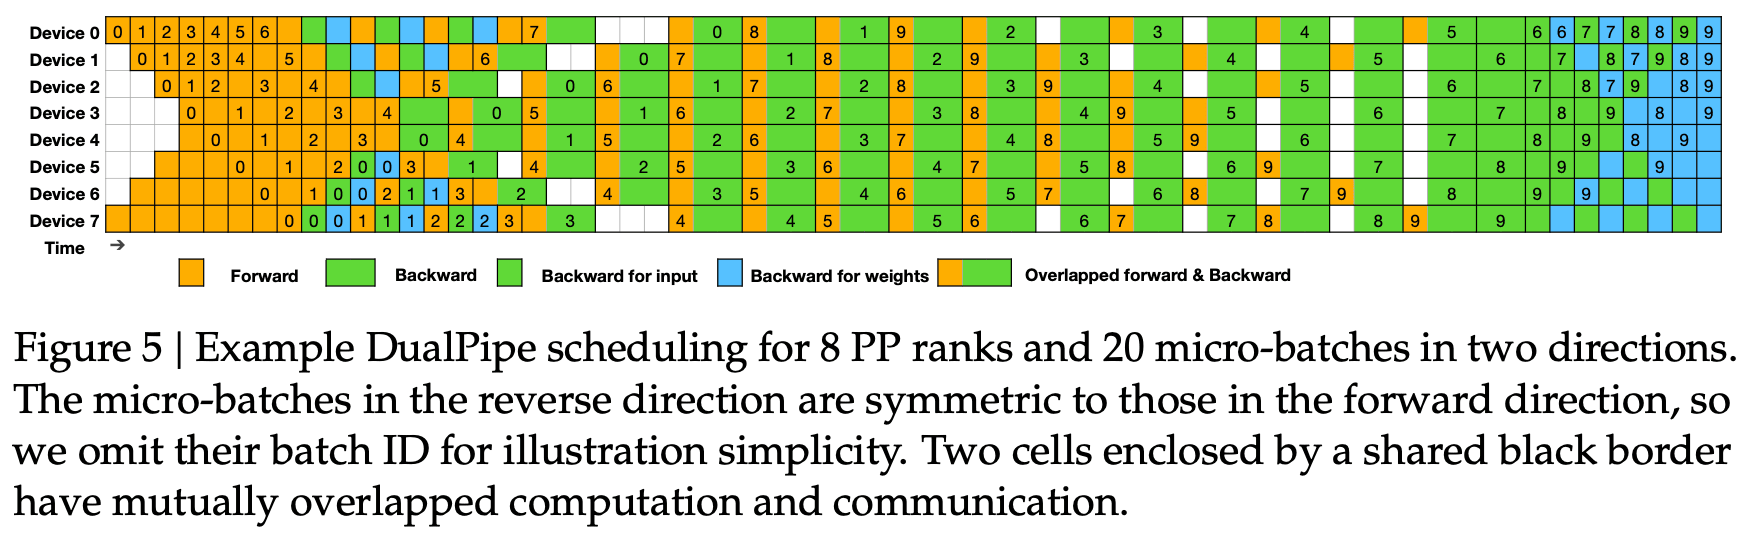 Device 0 0 1 2 3 4 5 6 7 0 8 1 9 2 3 4 5 6 6 7 7 8 8 9 9
Device 1 0 1 2 3 4 5 6 0 7 1 8 2 9 3 4 5 6 7 8 7 9 8 9
Device 2 0 1 2 3 4 5 0 6 1 7 2 8 3 9 4 5 6 7 8 7 9 8 9
Device 3 0 1 2 3 4 0 5 1 6 2 7 3 8 4 9 5 6 7 8 9 8 9
Device 4 0 1 2 3 0 4 1 5 2 6 3 7 4 8 5 9 6 7 8 9 8 9
Device 5 0 1 2 0 0 3 1 4 2 5 3 6 4 7 5 8 6 9 7 8 9 9
Device 6 0 1 0 0 2 1 1 3 2 4 3 5 4 6 5 7 6 8 7 9 8 9 9
Device 7 0 0 0 1 1 1 2 2 2 3 3 4 4 5 5 6 6 7 7 8 8 9 9
Time →
Forward Backward Backward for input Backward for weights Overlapped forward & Backward
Figure 5 | Example DualPipe scheduling for 8 PP ranks and 20 micro-batches in two directions.
The micro-batches in the reverse direction are symmetric to those in the forward direction, so
we omit their batch ID for illustration simplicity. Two cells enclosed by a shared black border
have mutually overlapped computation and communication.